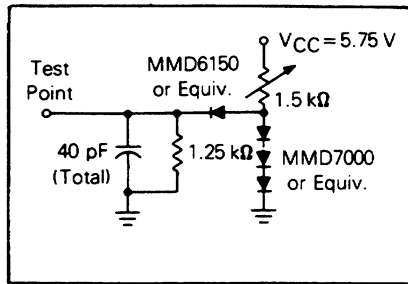 VCC = 5.75 V
Test
Point
MMD6150
or Equiv.
1.5 kΩ
40 pF
(Total)
1.25 kΩ
MMD7000
or Equiv.